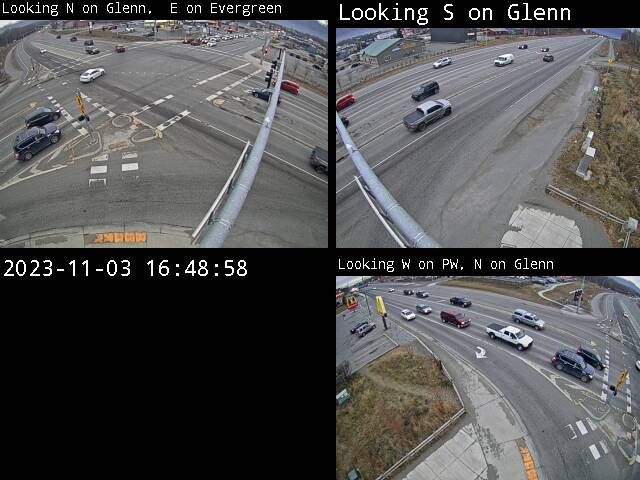 Looking N on Glenn,  E on Evergreen
Looking S on Glenn
2023-11-03 16:48:58
Looking W on PW, N on Glenn